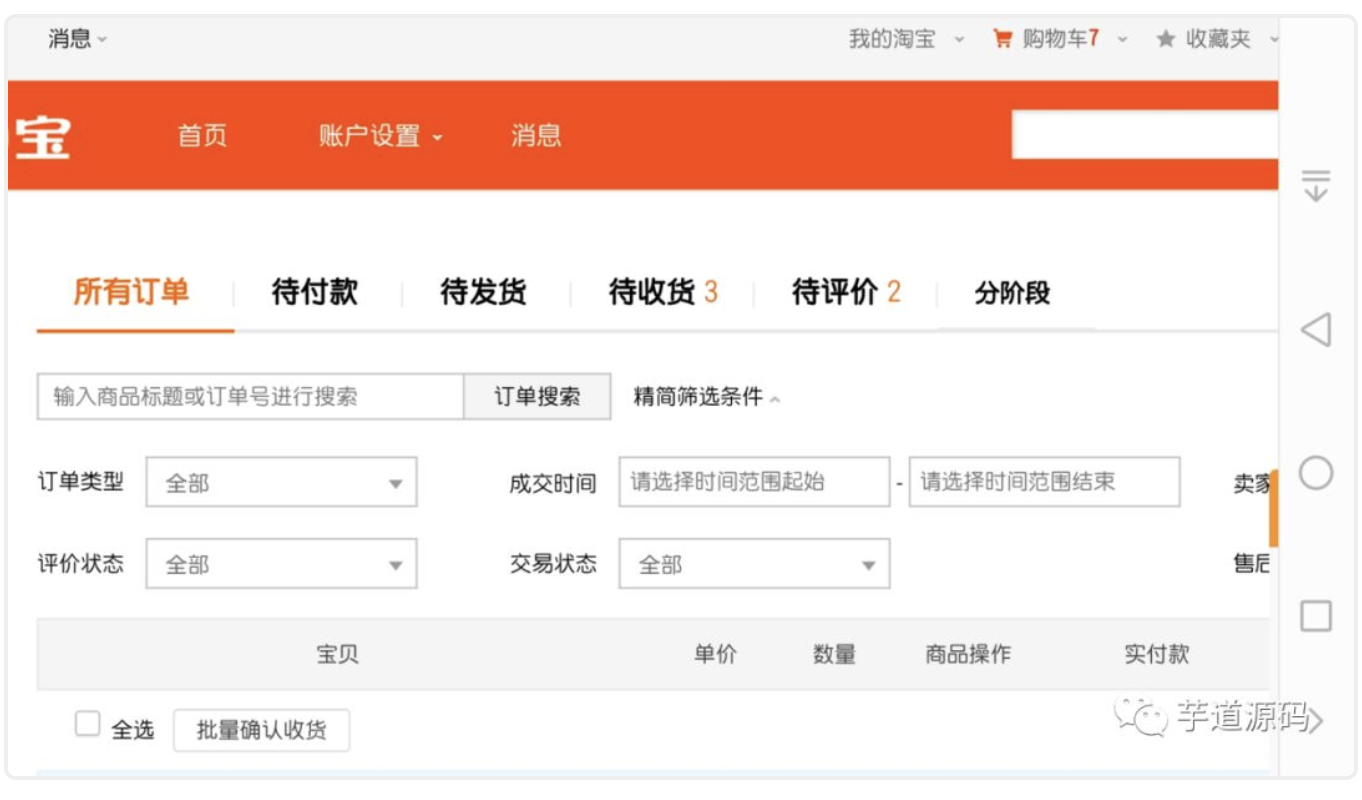 消息 我的淘宝 购物车7 收藏夹
宝 首页 账户设置 消息
所有订单 待付款 待发货 待收货 3 待评价 2 分阶段
输入商品标题或订单号进行搜索 订单搜索 精简筛选条件
订单类型 全部 成交时间 请选择时间范围起始 - 请选择时间范围结束 卖家
评价状态 全部 交易状态 全部 售后
宝贝 单价 数量 商品操作 实付款
全选 批量确认收货
芋道源码